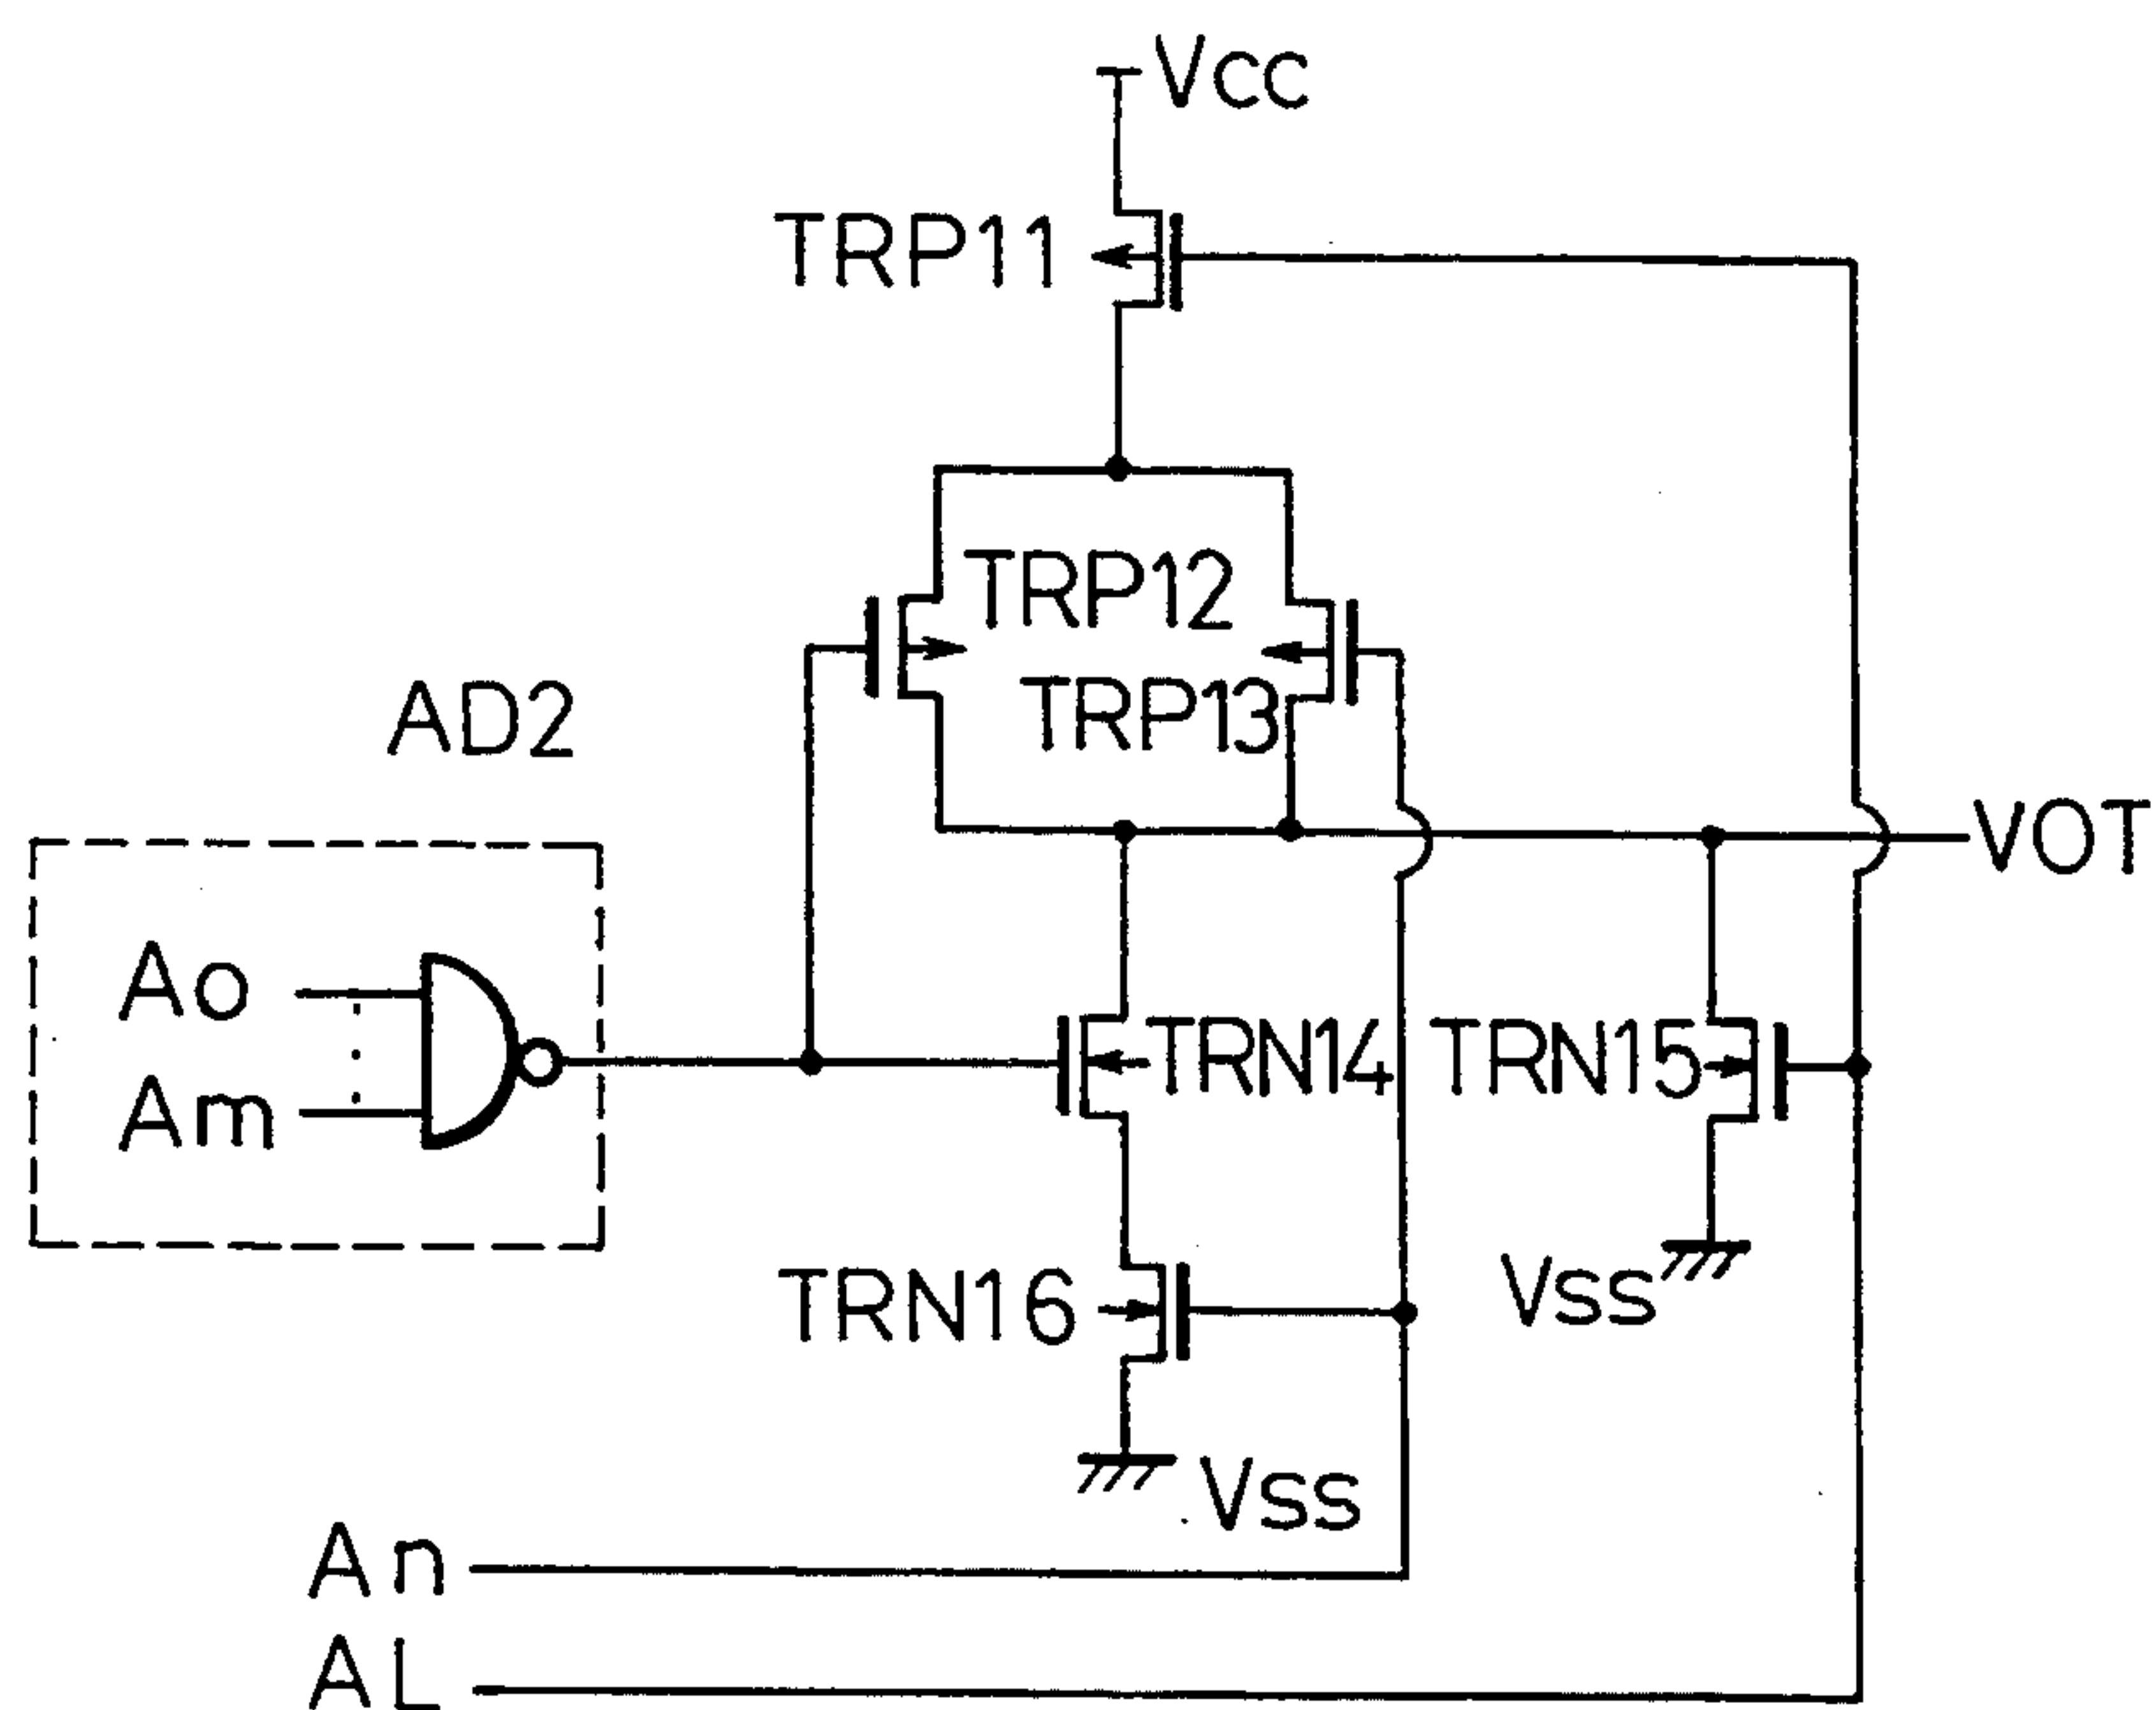 Vcc
TRP11
TRP12
TRP13
AD2
VOT
Ao
Am
TRN14
TRN15
TRN16
Vss
Vss
An
AL